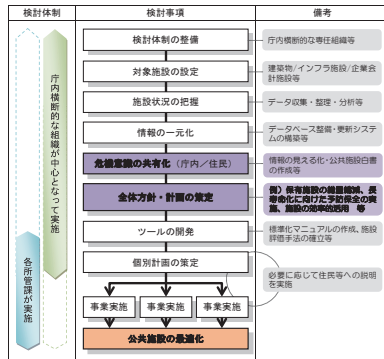 検討体制
検討事項
備考
庁内横断的な組織が中心となって実施
各所管課が実施
検討体制の整備
庁内横断的な専任組織等
対象施設の設定
建築物/インフラ施設/企業会
計施設等
施設状況の把握
データ収集・整理・分析等
情報の一元化
データベース整備・更新システ
ムの構築等
危機意識の共有化（庁内／住民）
情報の見える化・公共施設白書
の作成等
全体方針・計画の策定
例）保有施設の総量縮減、長
寿命化に向けた予防保全の実
施、施設の効率的活用　等
ツールの開発
標準化マニュアルの作成、施設
評価手法の確立等
個別計画の策定
必要に応じて住民等への説明
を実施
事業実施
事業実施
事業実施
公共施設の最適化